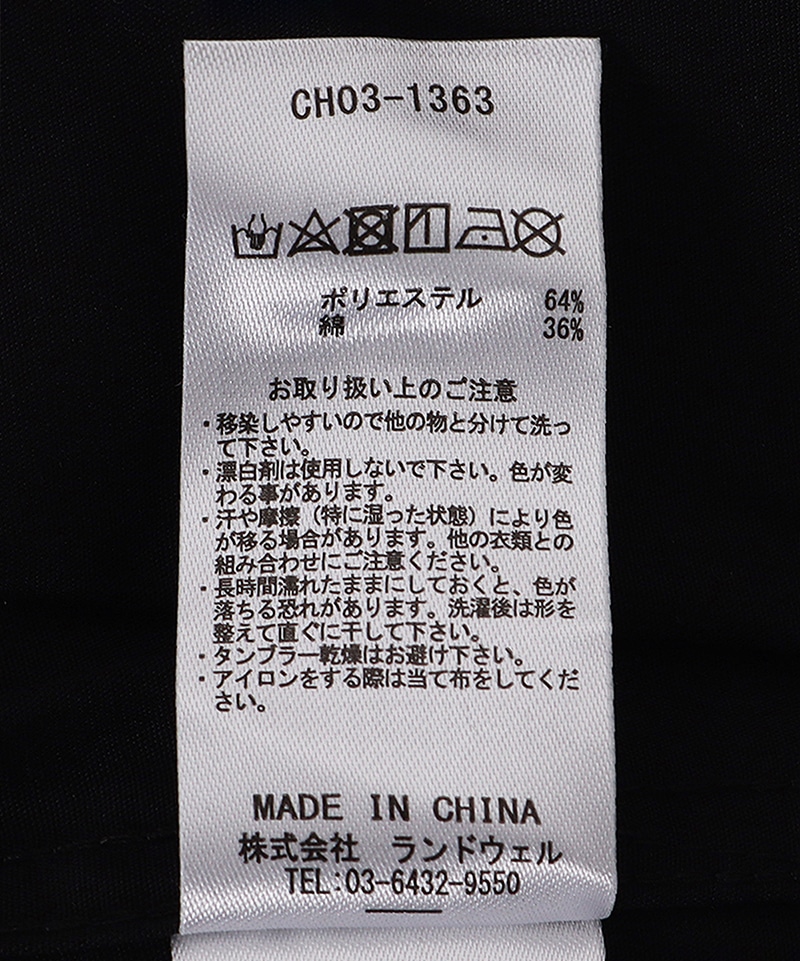 CH03-1363
ポリエステル 64%
綿 36%
お取り扱い上のご注意
・移染しやすいので他の物と分けて洗っ
て下さい。
・漂白剤は使用しないで下さい。色が変
わる事があります。
・汗や摩擦（特に湿った状態）により色
が移る場合があります。他の衣類との
組み合わせにご注意ください。
・長時間濡れたままにしておくと、色が
落ちる恐れがあります。洗濯後は形を
整えて直ぐに干して下さい。
・タンブラー乾燥はお避け下さい。
・アイロンをする際は当て布をしてくだ
さい。
MADE IN CHINA
株式会社 ランドウェル
TEL:03-6432-9550